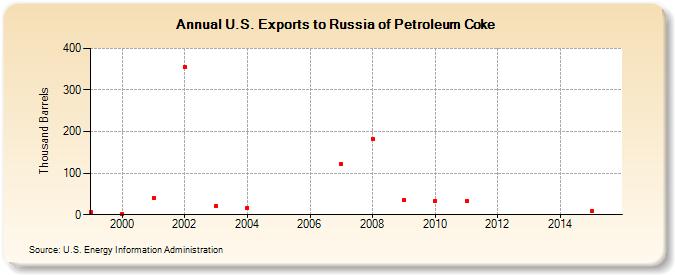 Annual U.S. Exports to Russia of Petroleum Coke
Thousand Barrels
400
300
200
100
0
2000 2002 2004 2006 2008 2010 2012 2014
Source: U.S. Energy Information Administration